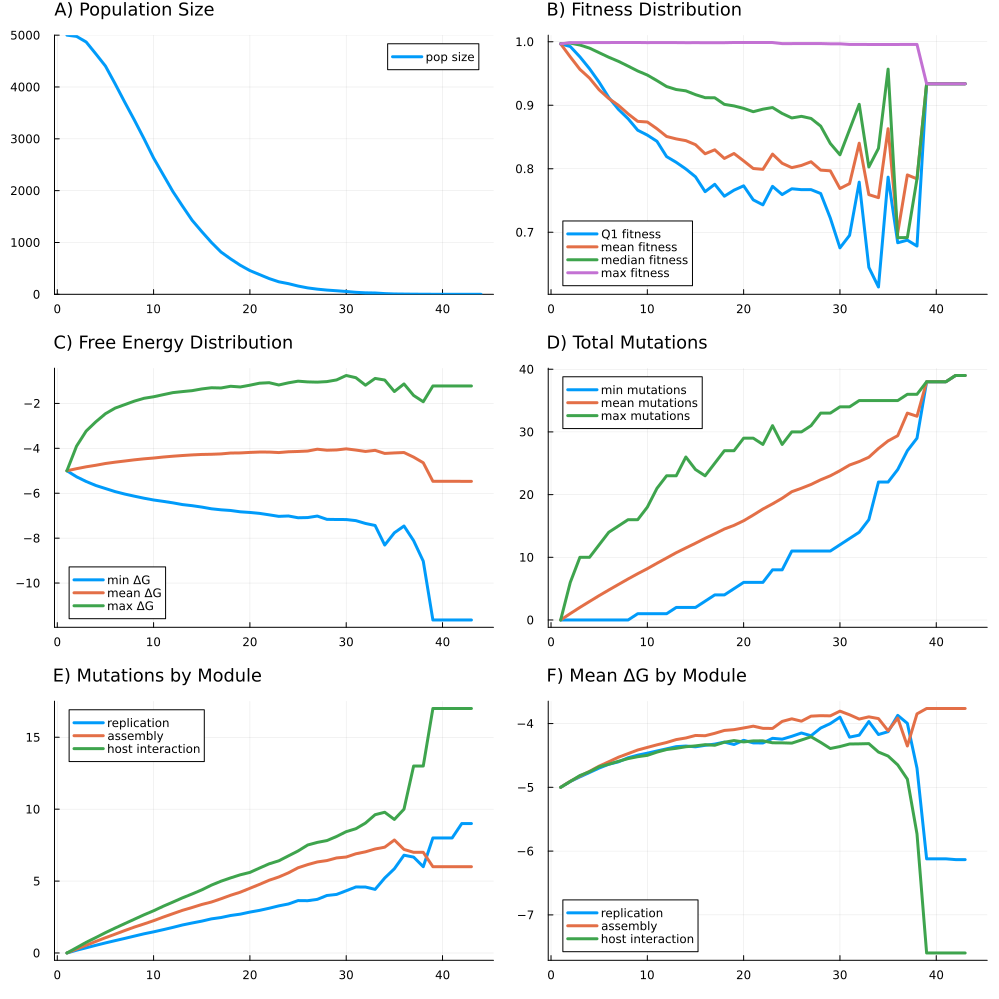 A) Population Size
5000
4000
3000
2000
1000
0
pop size
0 10 20 30 40
B) Fitness Distribution
1.0
0.9
0.8
0.7
Q1 fitness
mean fitness
median fitness
max fitness
0 10 20 30 40
C) Free Energy Distribution
−2
−4
−6
−8
−10
min ΔG
mean ΔG
max ΔG
0 10 20 30 40
D) Total Mutations
40
30
20
10
0
min mutations
mean mutations
max mutations
0 10 20 30 40
E) Mutations by Module
15
10
5
0
replication
assembly
host interaction
0 10 20 30 40
F) Mean ΔG by Module
−4
−5
−6
−7
replication
assembly
host interaction
0 10 20 30 40